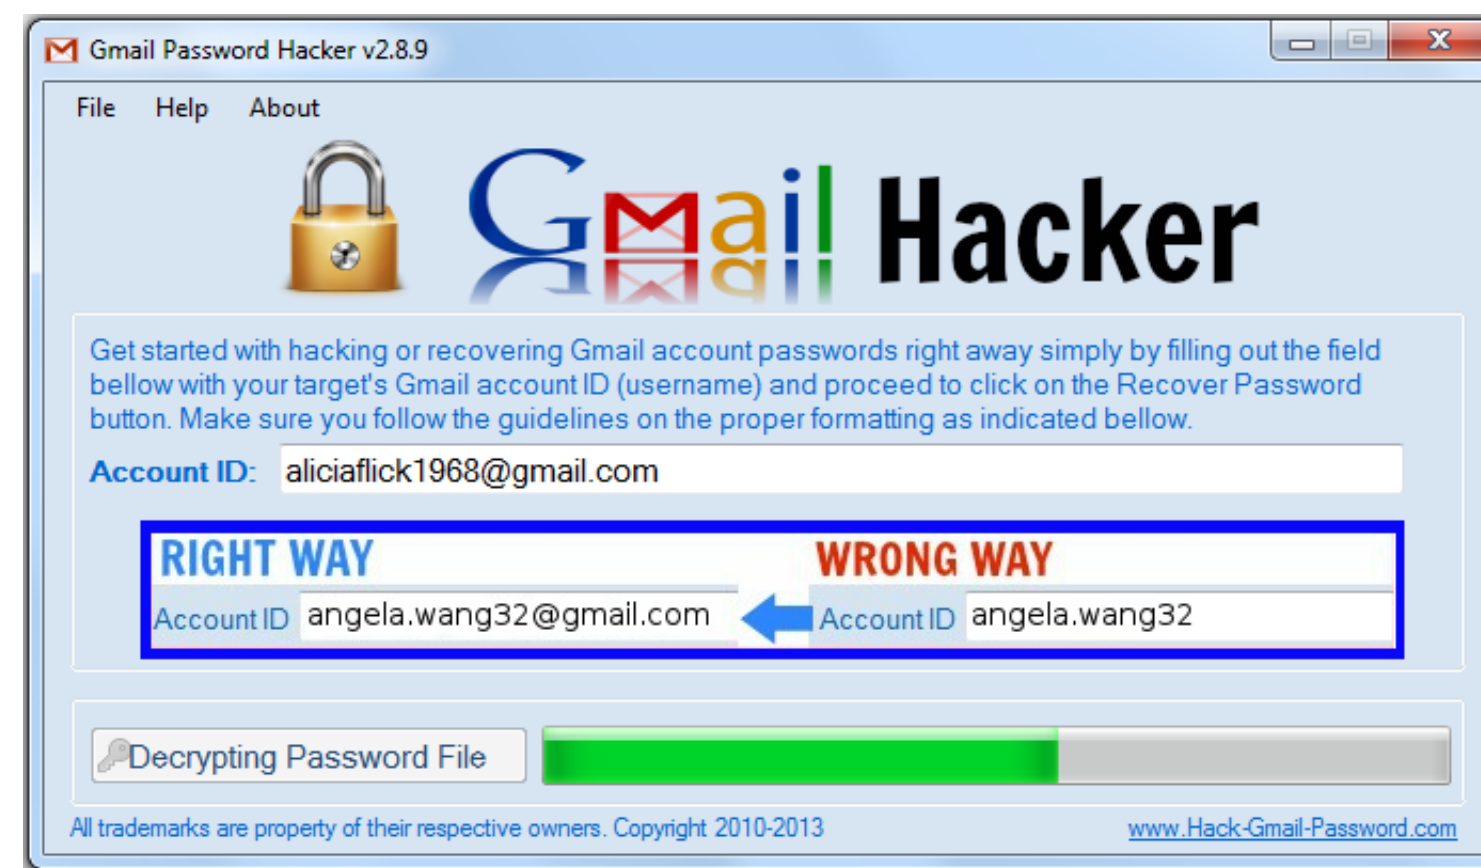 Gmail Password Hacker v2.8.9
File Help About
Gmail Hacker
Get started with hacking or recovering Gmail account passwords right away simply by filling out the field
bellow with your target's Gmail account ID (username) and proceed to click on the Recover Password
button. Make sure you follow the guidelines on the proper formatting as indicated bellow.
Account ID: aliciaflick1968@gmail.com
RIGHT WAY WRONG WAY
Account ID angela.wang32@gmail.com Account ID angela.wang32
Decrypting Password File
All trademarks are property of their respective owners. Copyright 2010-2013 www.Hack-Gmail-Password.com